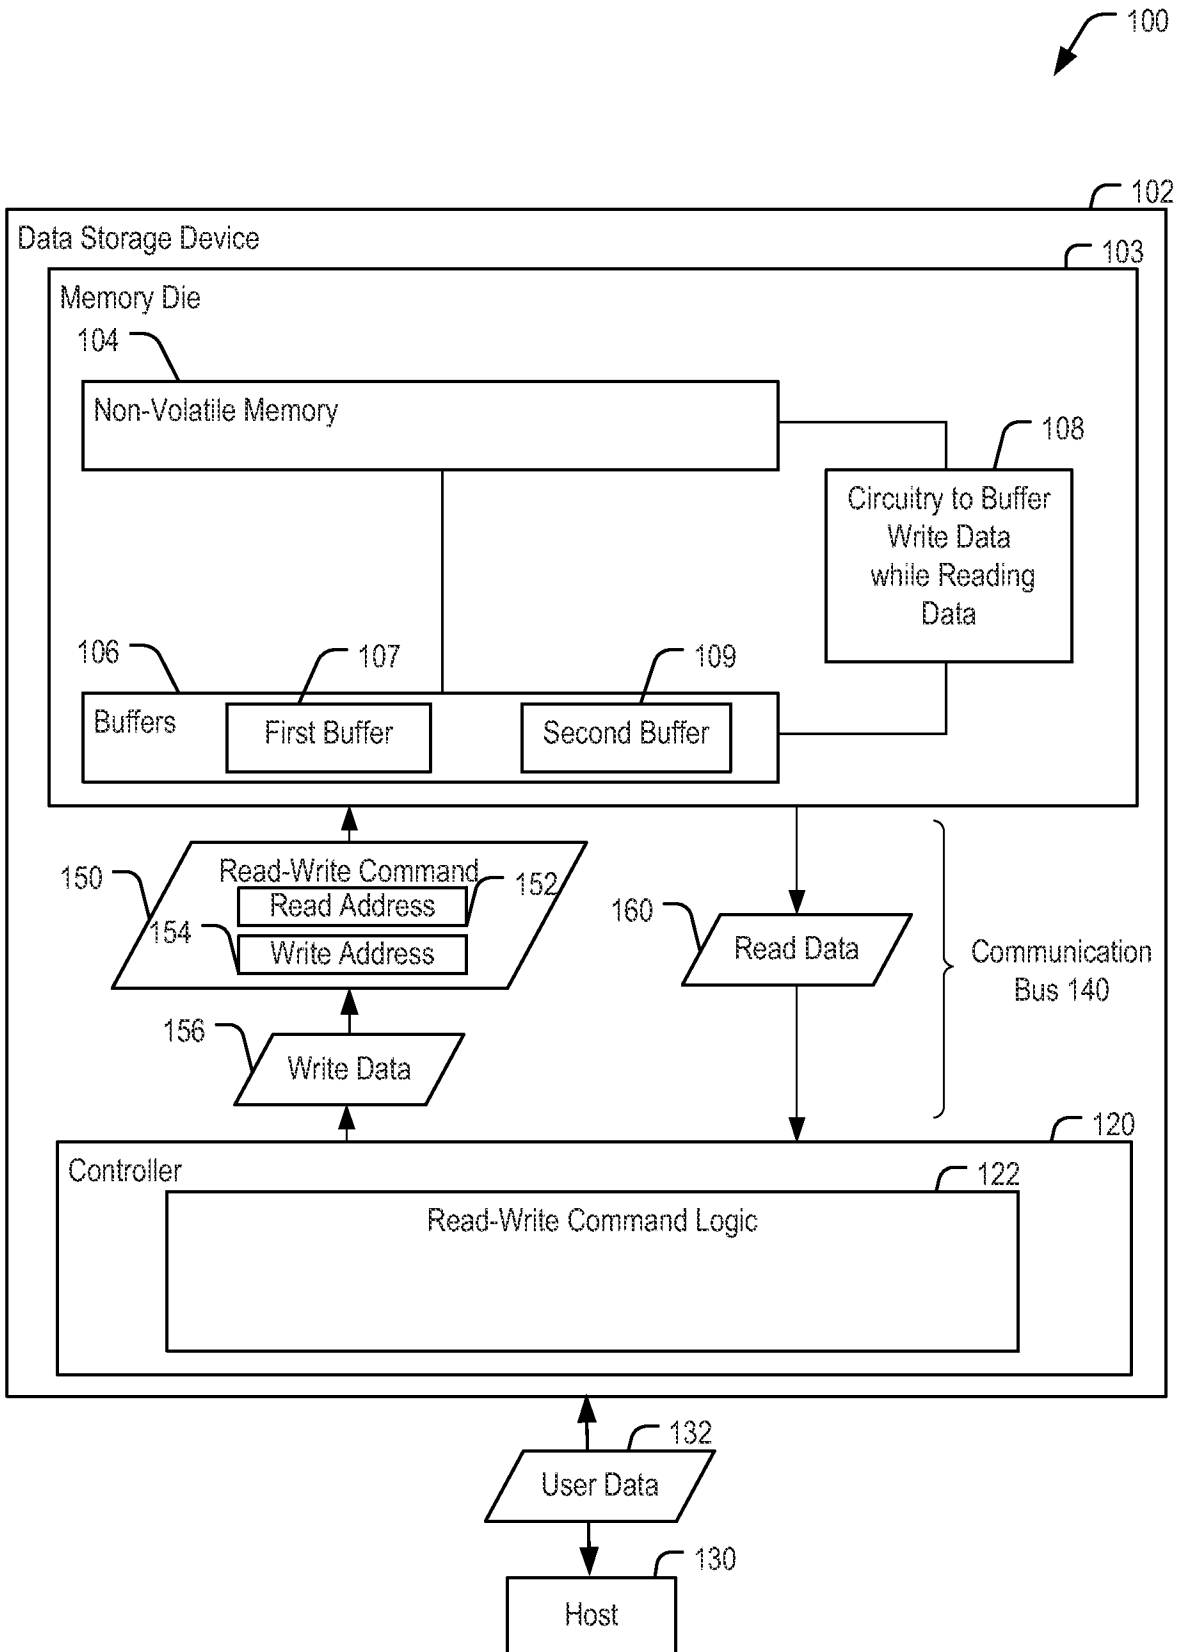 100
102
Data Storage Device
103
Memory Die
104
Non-Volatile Memory
108
Circuitry to Buffer
Write Data
while Reading
Data
106
107
109
Buffers
First Buffer
Second Buffer
150
Read-Write Command
152
Read Address
154
Write Address
160
Read Data
Communication
Bus 140
156
Write Data
120
Controller
122
Read-Write Command Logic
132
User Data
130
Host